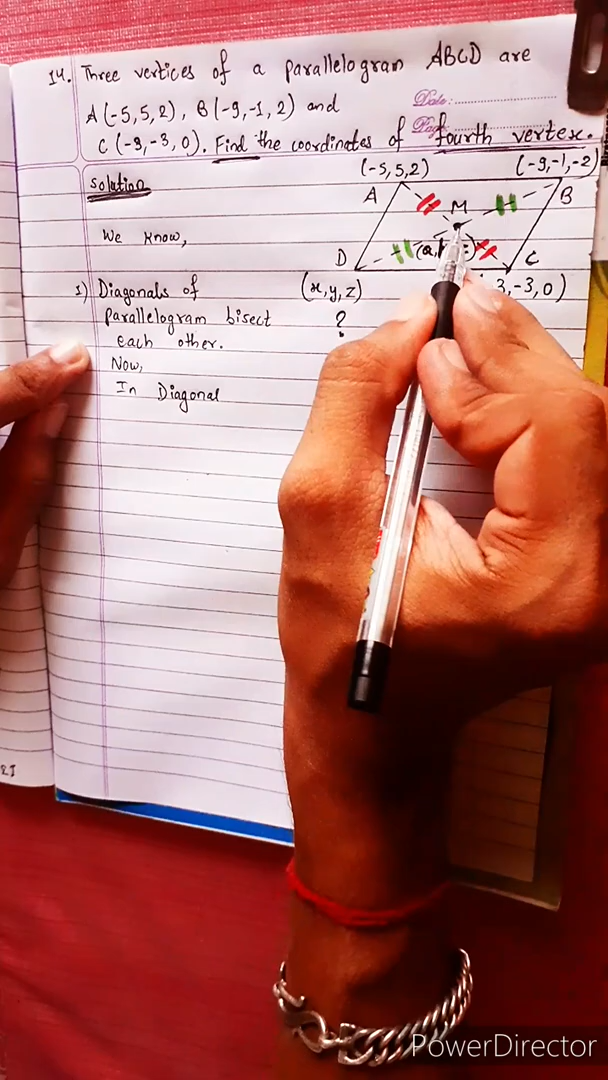 14. Three vertices of a parallelogram ABCD are
A(-5,5,2), B(-9,-1,2) and
Date:
C(-9,-3,0). Find the coordinates of fourth vertex.
Page:
solution
(-5,5,2) (-9,-1,-2)
A M B
We know,
D C
1) Diagonals of (x,y,z) 3,-3,0)
parallelogram bisect ?
each other.
Now,
In Diagonal
PowerDirector